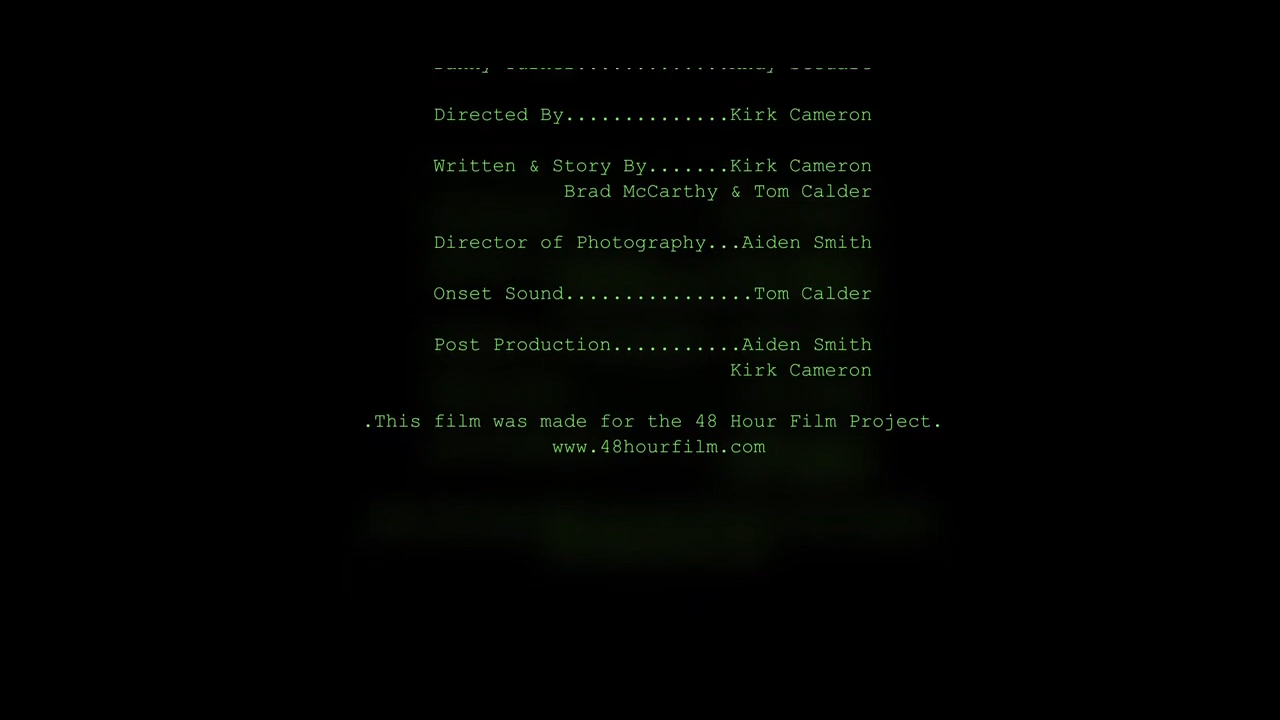 Directed By..............Kirk Cameron
Written & Story By.......Kirk Cameron
Brad McCarthy & Tom Calder
Director of Photography...Aiden Smith
Onset Sound................Tom Calder
Post Production...........Aiden Smith
Kirk Cameron
.This film was made for the 48 Hour Film Project.
www.48hourfilm.com